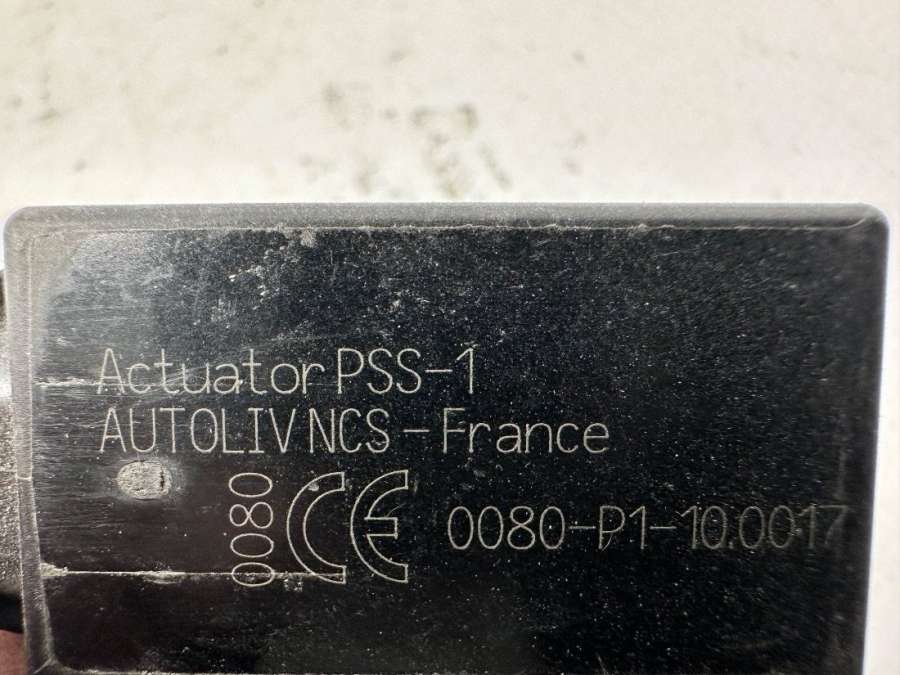 Actuator PSS-1
AUTOLIV NCS - France
0080 CE 0080-P1-10.0017